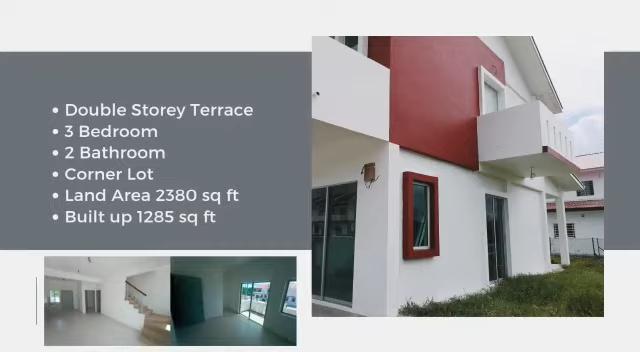 • Double Storey Terrace
• 3 Bedroom
• 2 Bathroom
• Corner Lot
• Land Area 2380 sq ft
• Built up 1285 sq ft